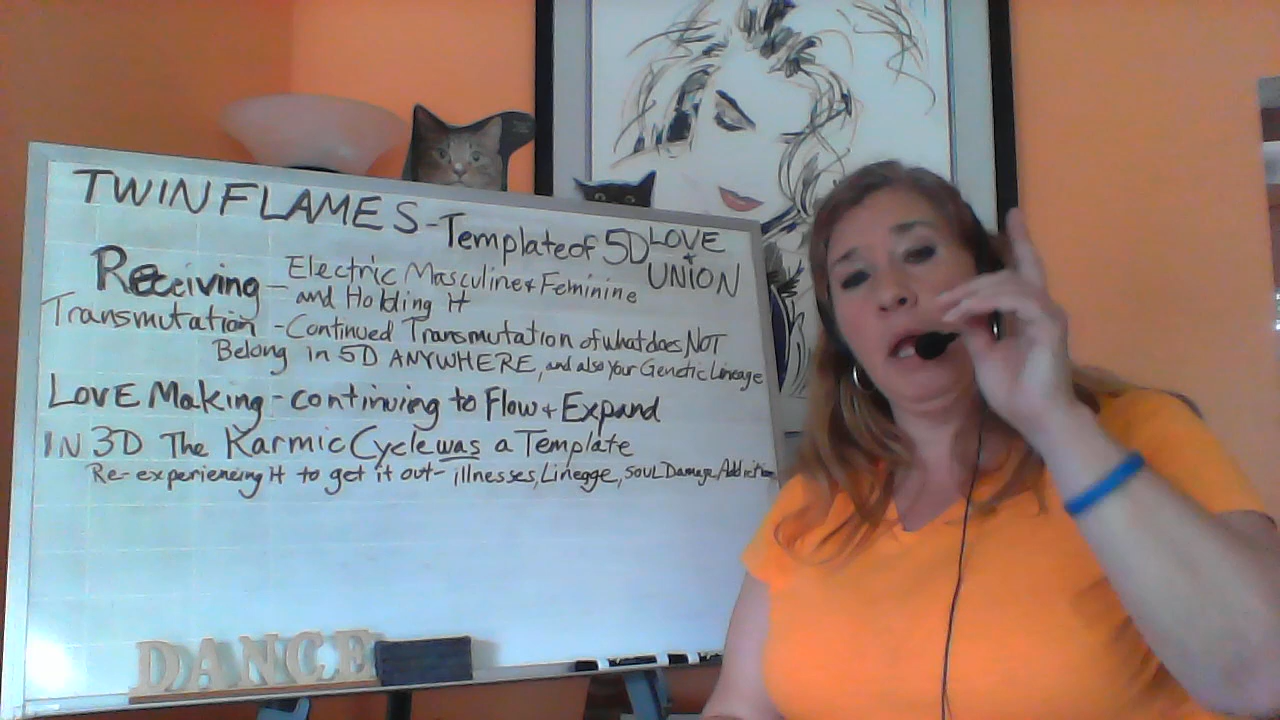 TWIN FLAMES - Template of 5D LOVE + UNION
Receiving - Electric Masculine & Feminine
and Holding It
Transmutation - Continued Transmutation of what does NOT
Belong in 5D ANYWHERE, and also Your Genetic Lineage
LOVE Making - continuing to Flow + Expand
IN 3D The Karmic Cycle was a Template
Re-experiencing It to get it out - illnesses, Lineage, SOUL Damage, Addiction
DANCE